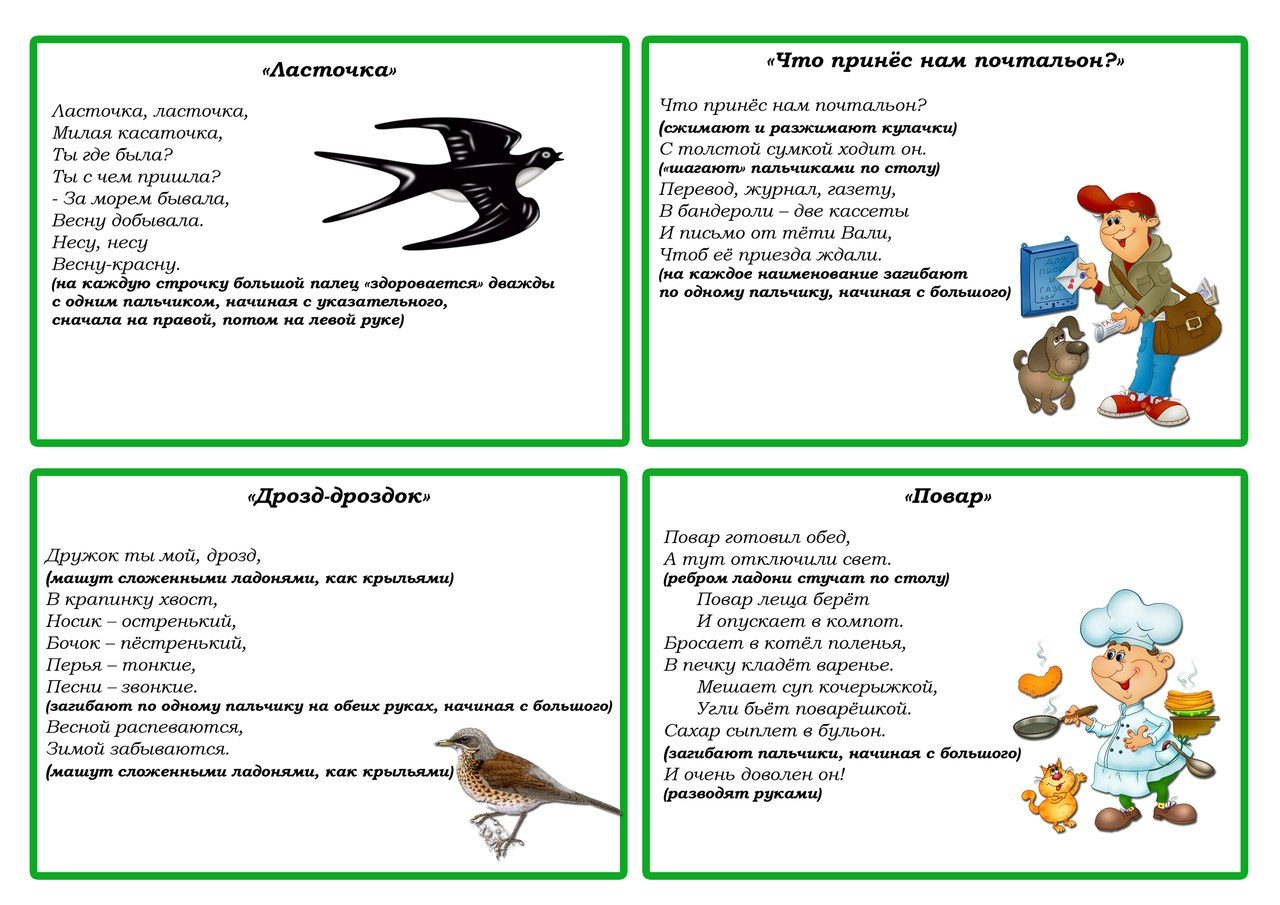 «Ласточка»
Ласточка, ласточка,
Милая касаточка,
Ты где была?
Ты с чем пришла?
- За морем бывала,
Весну добывала.
Несу, несу
Весну-красну.
(на каждую строчку большой палец «здоровается» дважды
с одним пальчиком, начиная с указательного,
сначала на правой, потом на левой руке)
«Что принёс нам почтальон?»
Что принёс нам почтальон?
(сжимают и разжимают кулачки)
С толстой сумкой ходит он.
(«шагают» пальчиками по столу)
Перевод, журнал, газету,
В бандероли – две кассеты
И письмо от тёти Вали,
Чтоб её приезда ждали.
(на каждое наименование загибают
по одному пальчику, начиная с большого)
ДЛЯ
ПИСЕ
И
ГАЗЕ
«Дрозд-дроздок»
Дружок ты мой, дрозд,
(машут сложенными ладонями, как крыльями)
В крапинку хвост,
Носик – остренький,
Бочок – пёстренький,
Перья – тонкие,
Песни – звонкие.
(загибают по одному пальчику на обеих руках, начиная с большого)
Весной распеваются,
Зимой забываются.
(машут сложенными ладонями, как крыльями)
«Повар»
Повар готовил обед,
А тут отключили свет.
(ребром ладони стучат по столу)
Повар леща берёт
И опускает в компот.
Бросает в котёл поленья,
В печку кладёт варенье.
Мешает суп кочерыжкой,
Угли бьёт поварёшкой.
Сахар сыплет в бульон.
(загибают пальчики, начиная с большого)
И очень доволен он!
(разводят руками)